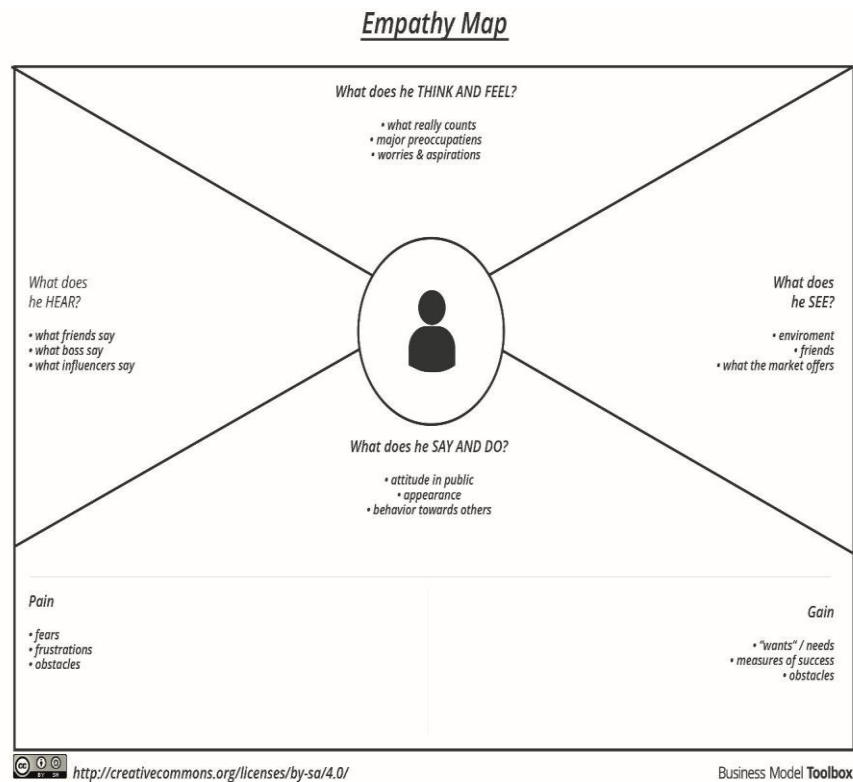 Empathy Map
What does he THINK AND FEEL?
• what really counts
• major preoccupatiens
• worries & aspirations
What does
he HEAR?
• what friends say
• what boss say
• what influencers say
What does
he SEE?
• enviroment
• friends
• what the market offers
What does he SAY AND DO?
• attitude in public
• appearance
• behavior towards others
Pain
• fears
• frustrations
• obstacles
Gain
• "wants" / needs
• measures of success
• obstacles
cc BY SA
http://creativecommons.org/licenses/by-sa/4.0/
Business Model Toolbox